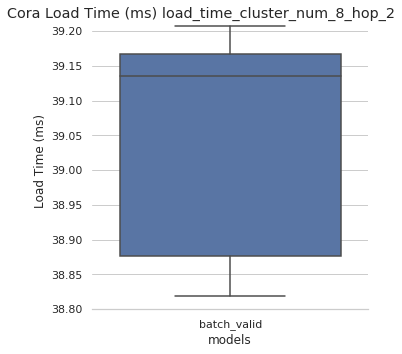 Cora Load Time (ms) load_time_cluster_num_8_hop_2
39.20
39.15
39.10
39.05
39.00
38.95
38.90
38.85
38.80
Load Time (ms)
batch_valid
models